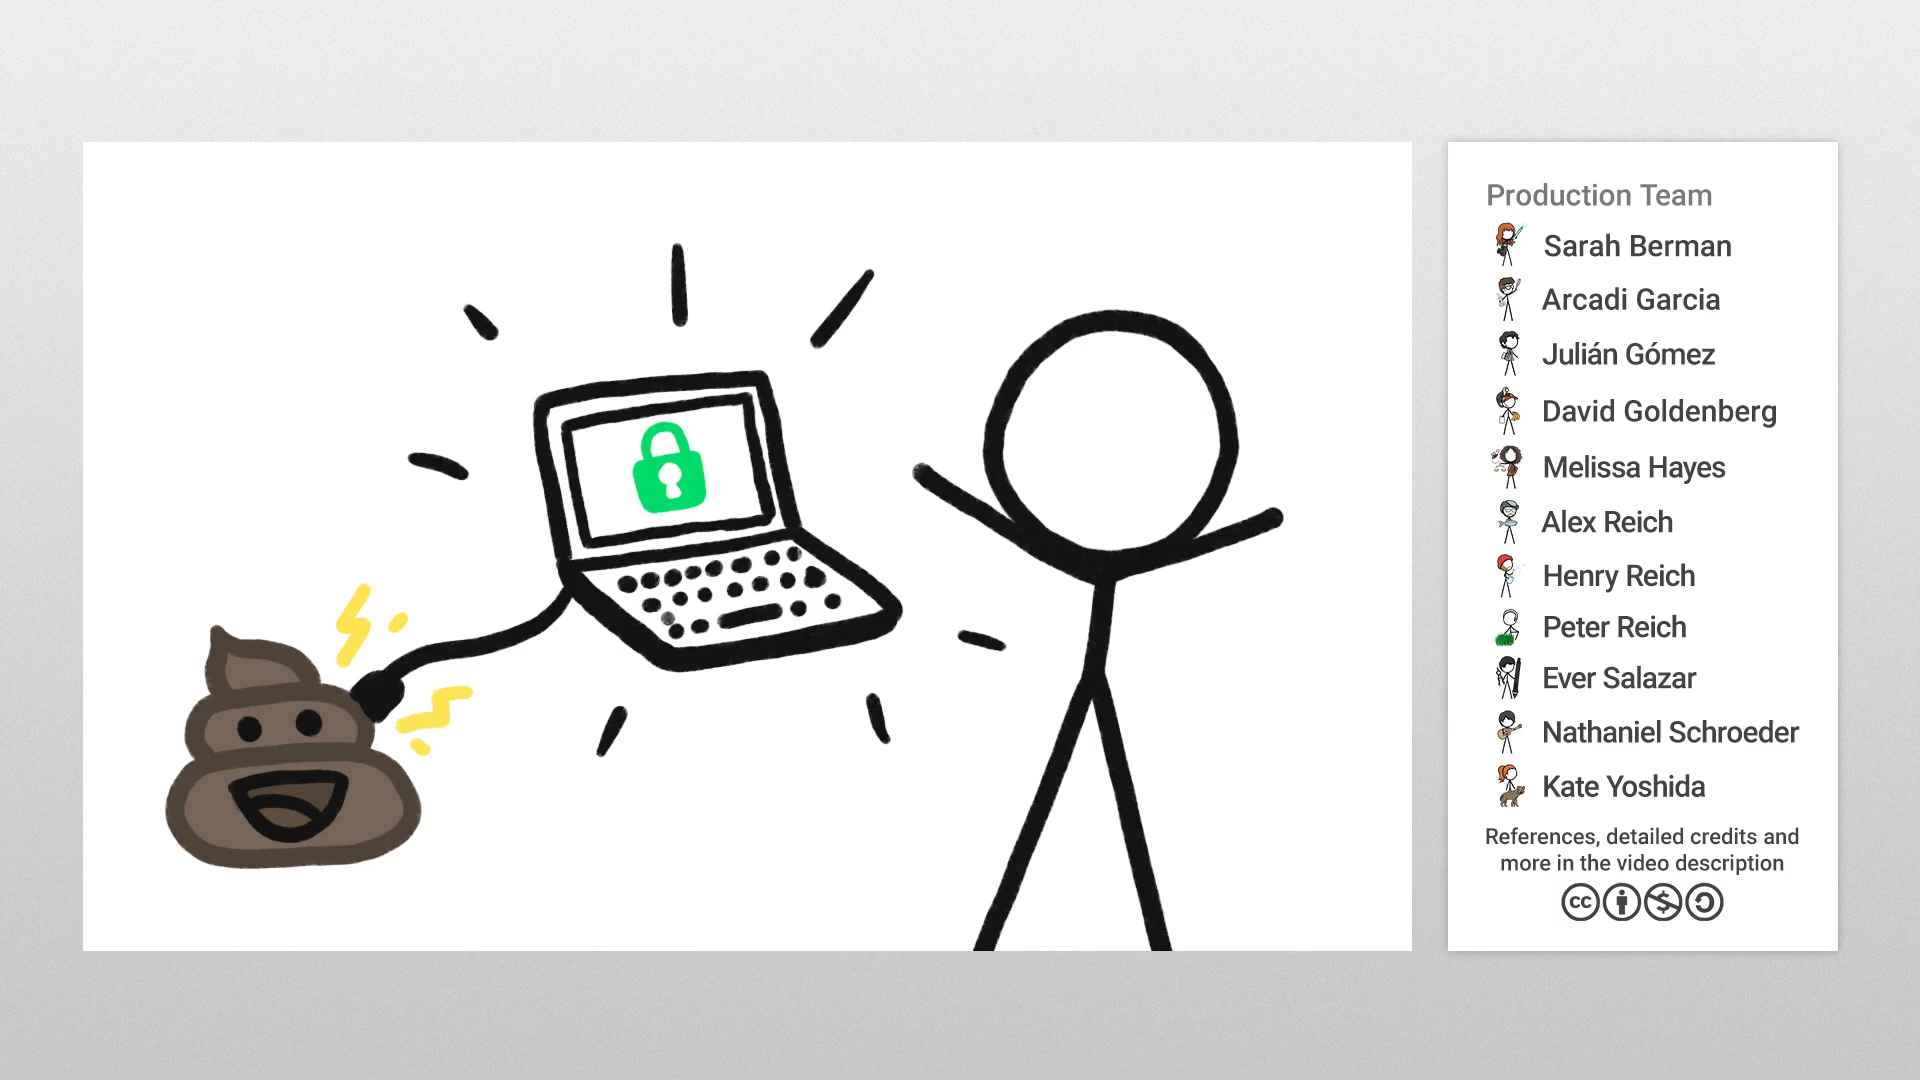 Production Team
Sarah Berman
Arcadi Garcia
Julián Gómez
David Goldenberg
Melissa Hayes
Alex Reich
Henry Reich
Peter Reich
Ever Salazar
Nathaniel Schroeder
Kate Yoshida
References, detailed credits and
more in the video description
cc